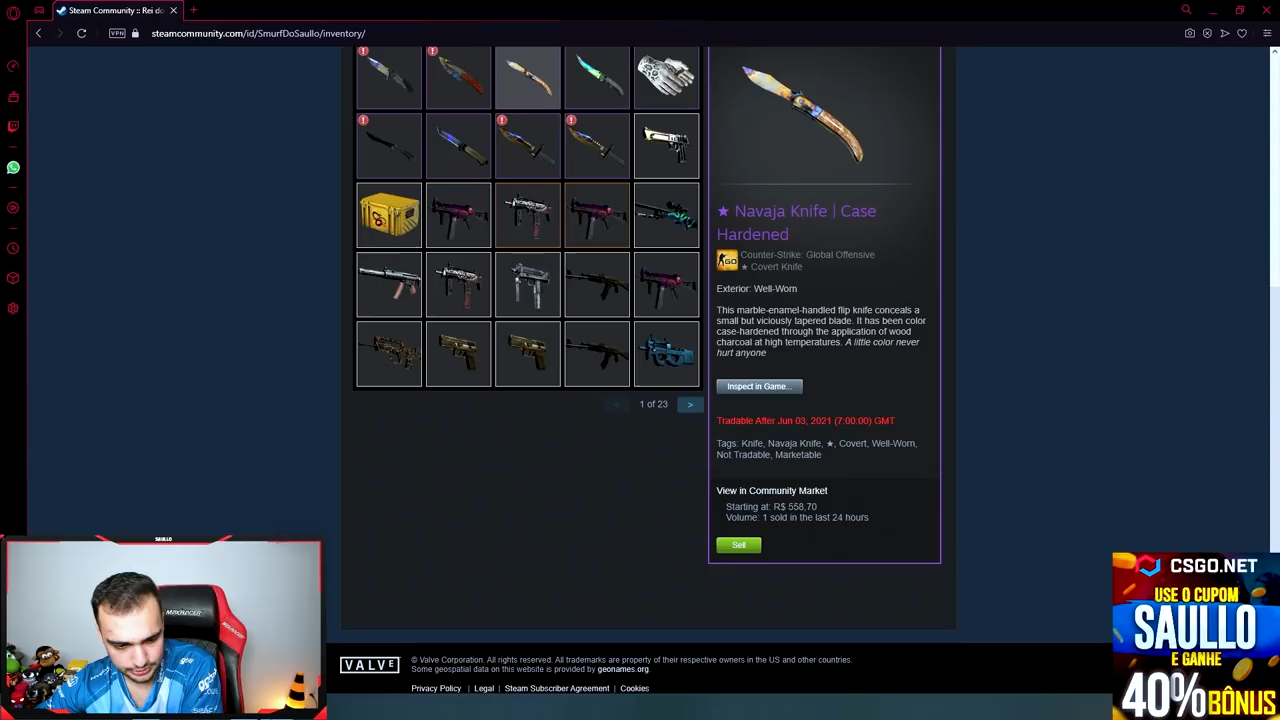 Steam Community :: Rei do
VPN
steamcommunity.com/id/SmurfDoSaullo/inventory/
★ Navaja Knife | Case
Hardened
Counter-Strike: Global Offensive
★ Covert Knife
Exterior: Well-Worn
This marble-enamel-handled flip knife conceals a
small but viciously tapered blade. It has been color
case-hardened through the application of wood
charcoal at high temperatures. A little color never
hurt anyone
Inspect in Game...
1 of 23
Tradable After Jun 03, 2021 (7:00:00) GMT
Tags: Knife, Navaja Knife, ★, Covert, Well-Worn,
Not Tradable, Marketable
View in Community Market
Starting at: R$ 558,70
Volume: 1 sold in the last 24 hours
Sell
SAULLO
MAXRACER
CSGO.NET
USE O CUPOM
SAULLO
E GANHE
40% BÔNUS
VALVE
© Valve Corporation. All rights reserved. All trademarks are property of their respective owners in the US and other countries.
Some geospatial data on this website is provided by geonames.org.
Privacy Policy | Legal | Steam Subscriber Agreement | Cookies